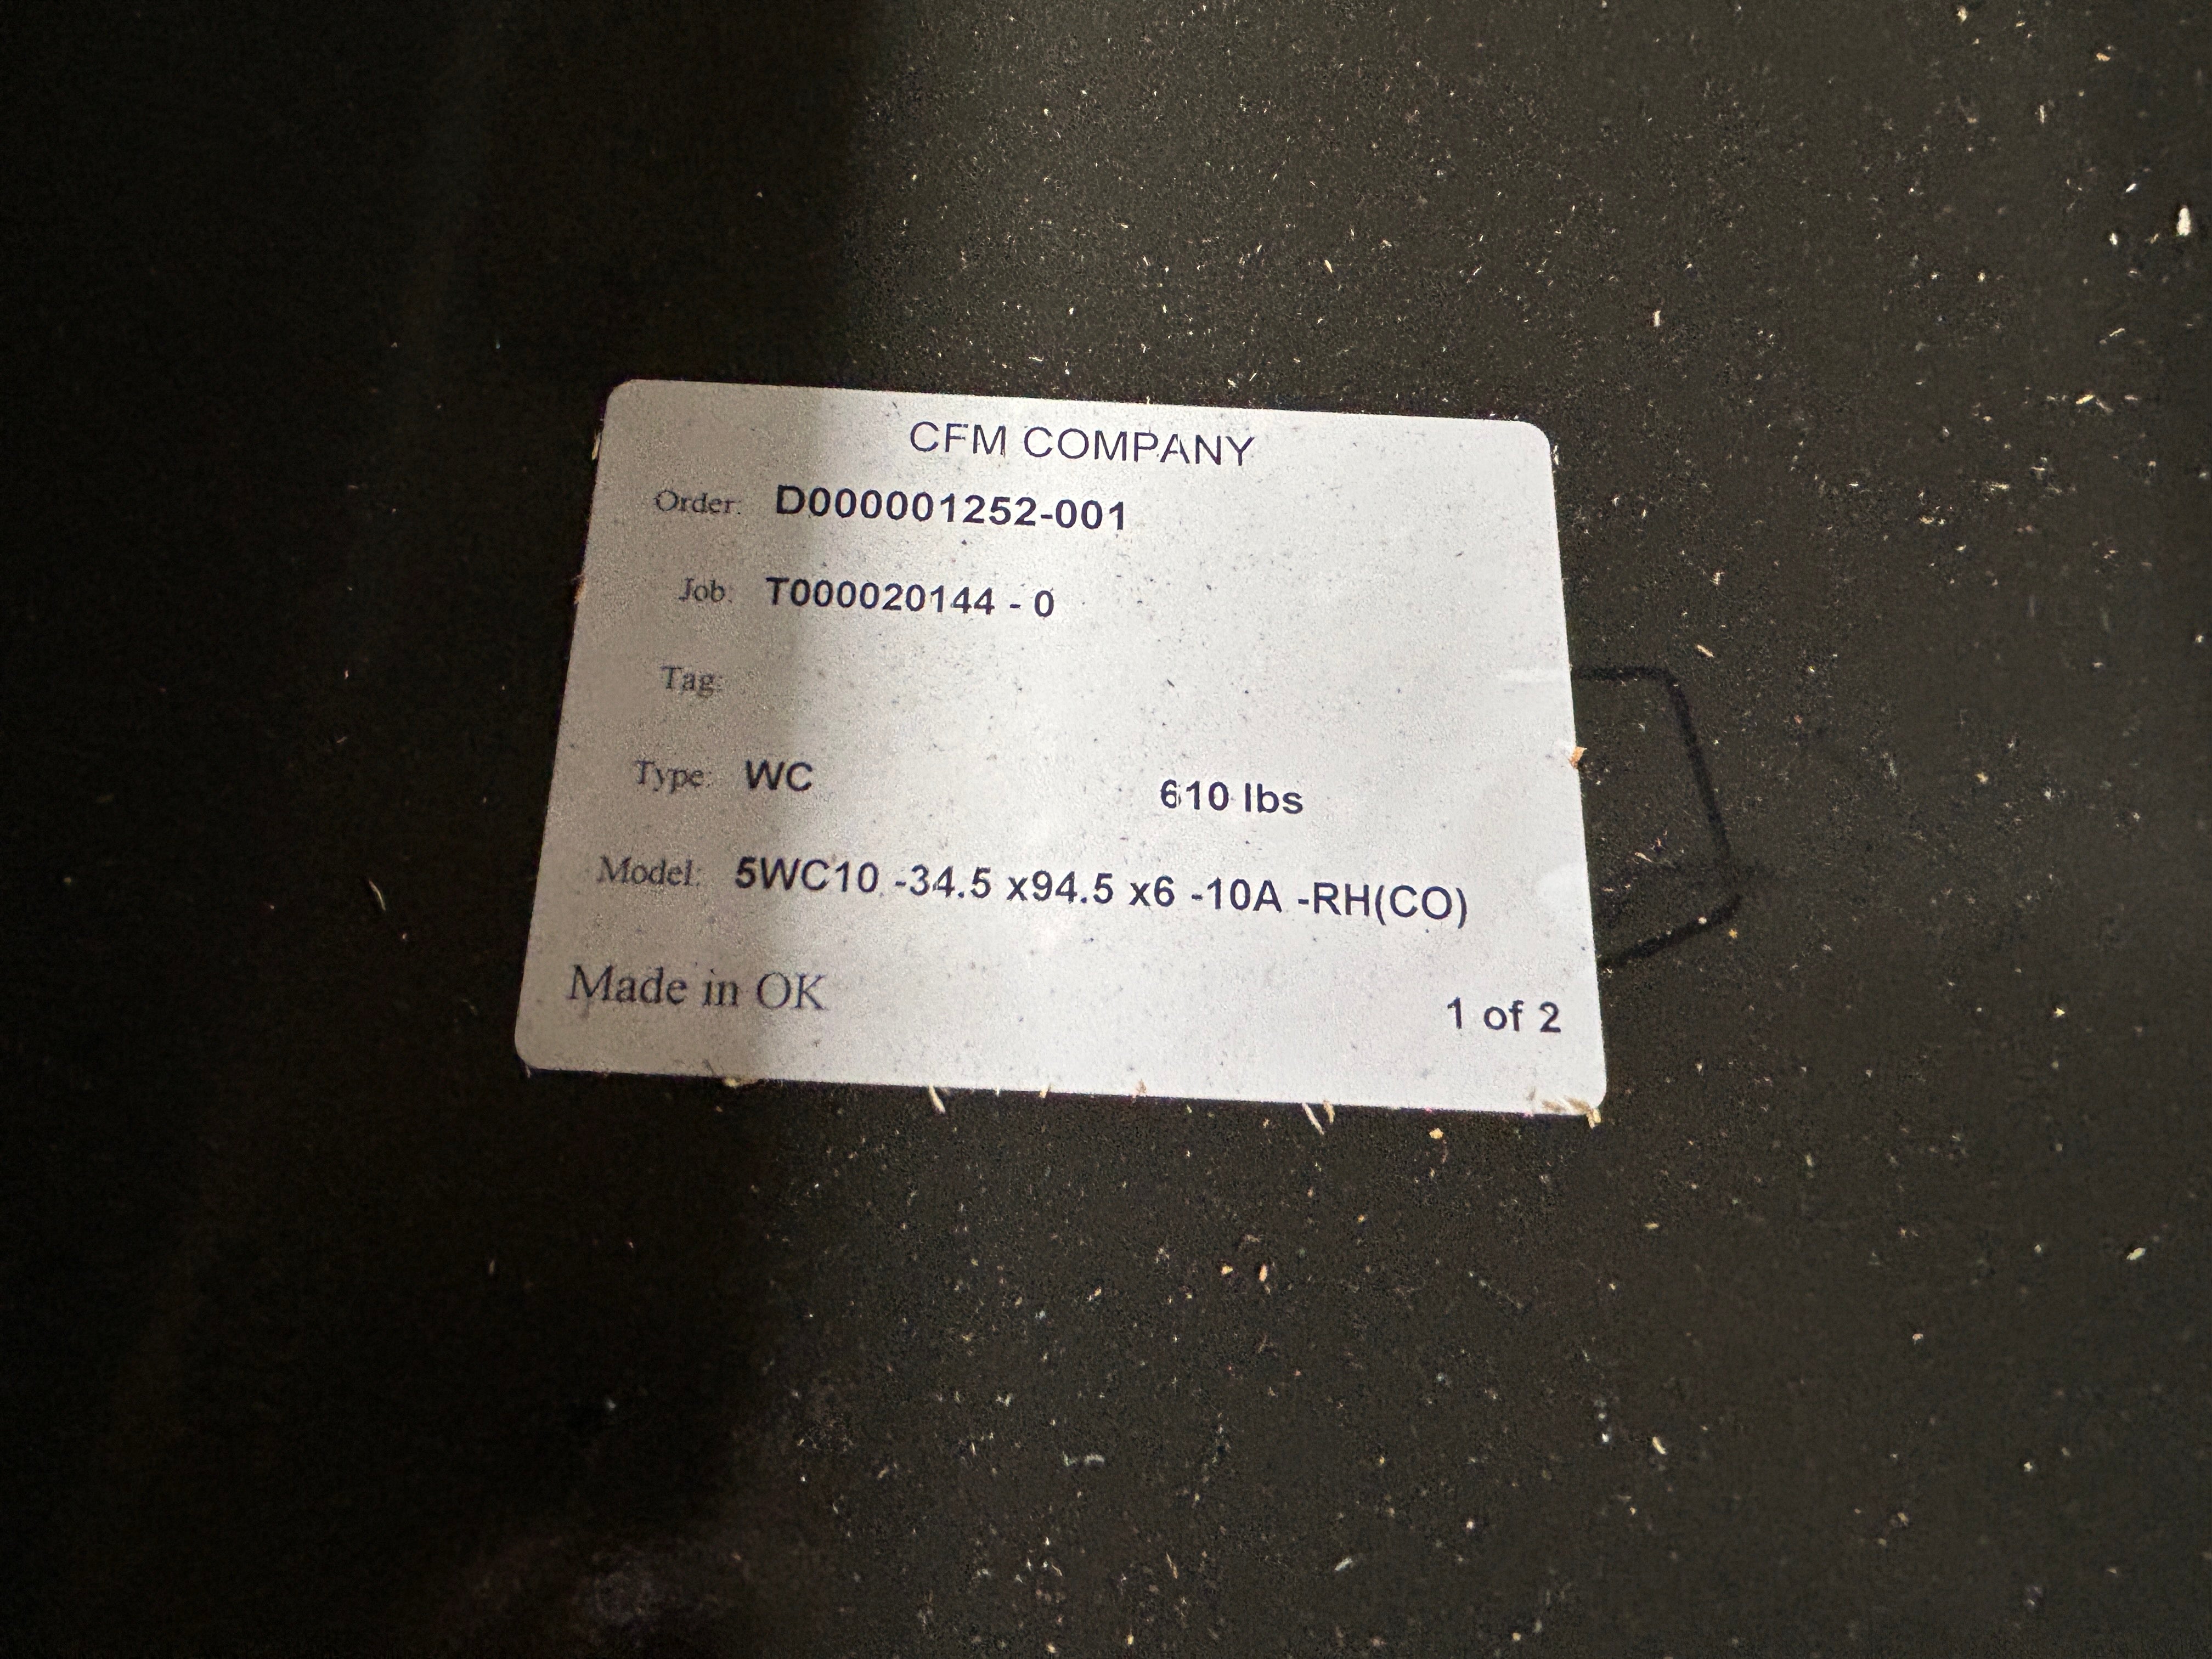 CFM COMPANY
Order: D000001252-001
Job: T000020144 - 0
Tag:
Type: WC 610 lbs
Model: 5WC10 -34.5 x94.5 x6 -10A -RH(CO)
Made in OK
1 of 2